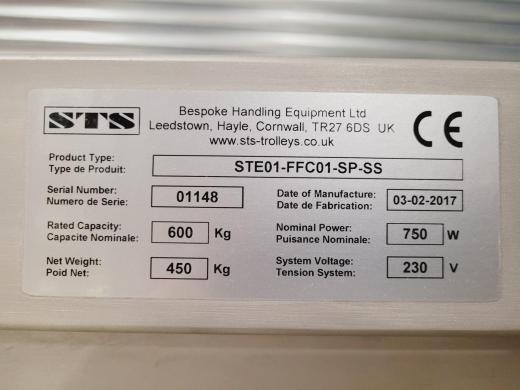 STS
Bespoke Handling Equipment Ltd
Leedstown, Hayle, Cornwall, TR27 6DS UK
www.sts-trolleys.co.uk
CE
Product Type:
Type de Produit:
STE01-FFC01-SP-SS
Serial Number:
Numero de Serie:
01148
Date of Manufacture:
Date de Fabrication:
03-02-2017
Rated Capacity:
Capacite Nominale:
600 Kg
Nominal Power:
Puisance Nominale:
750 W
Net Weight:
Poid Net:
450 Kg
System Voltage:
Tension System:
230 V